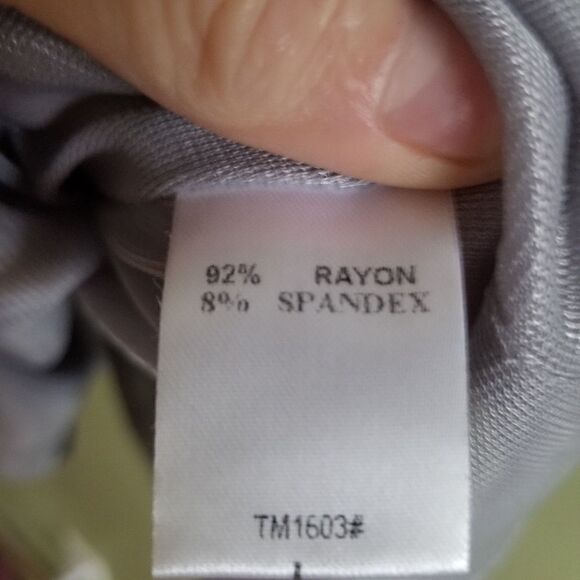 92% RAYON
8% SPANDEX
TM1603#